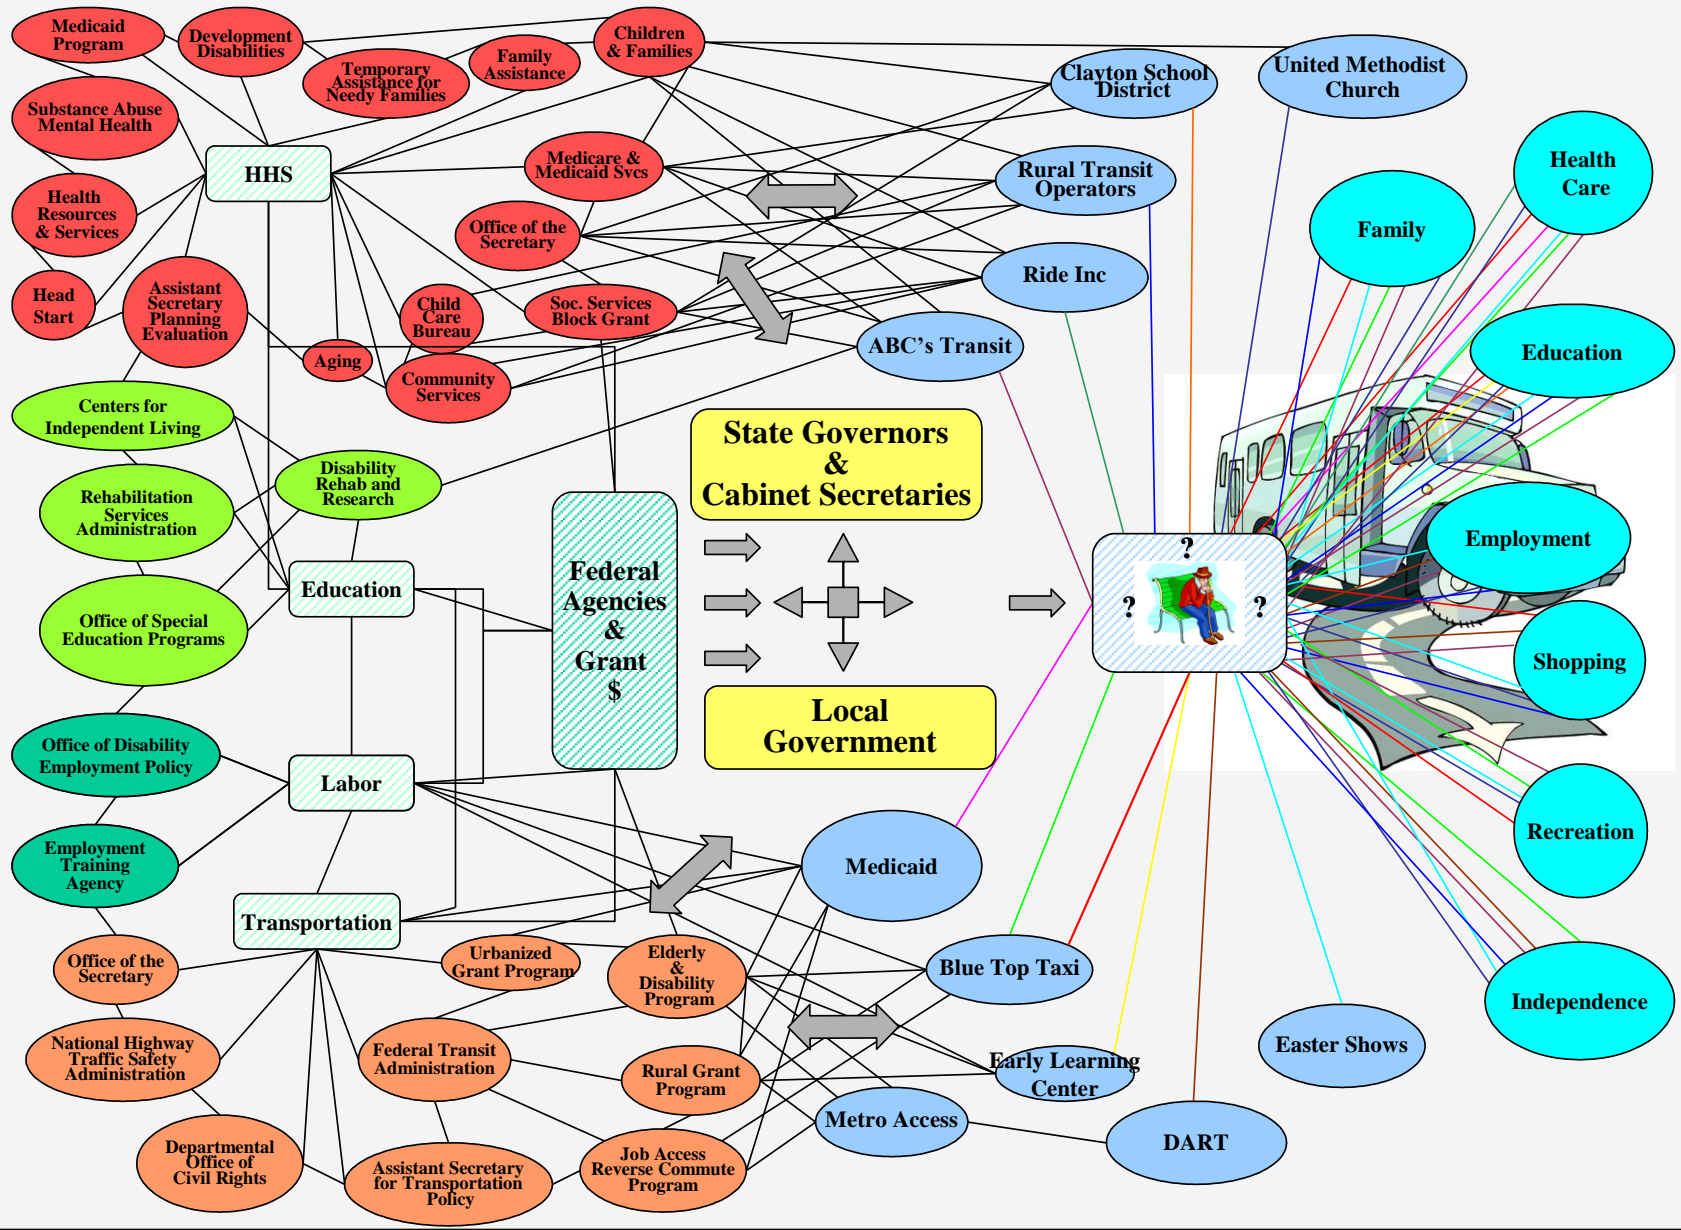 Medicaid
Program
Development
Disabilities
Temporary
Assistance for
Needy Families
Family
Assistance
Children
& Families
Clayton School
District
United Methodist
Church
Substance Abuse
Mental Health
HHS
Medicare &
Medicaid Svcs
Rural Transit
Operators
Health
Care
Health
Resources
& Services
Office of the
Secretary
Family
Ride Inc
Head
Start
Assistant
Secretary
Planning
Evaluation
Child
Care
Bureau
Soc. Services
Block Grant
ABC's Transit
Education
Aging
Community
Services
Centers for
Independent Living
State Governors
&
Cabinet Secretaries
Disability
Rehab and
Research
Rehabilitation
Services
Administration
Employment
Education
Federal
Agencies
&
Grant
$
?
?
?
Office of Special
Education Programs
Shopping
Local
Government
Office of Disability
Employment Policy
Labor
Recreation
Employment
Training
Agency
Medicaid
Transportation
Office of the
Secretary
Urbanized
Grant Program
Elderly
&
Disability
Program
Blue Top Taxi
Independence
National Highway
Traffic Safety
Administration
Federal Transit
Administration
Rural Grant
Program
Early Learning
Center
Easter Shows
Metro Access
DART
Departmental
Office of
Civil Rights
Assistant Secretary
for Transportation
Policy
Job Access
Reverse Commute
Program